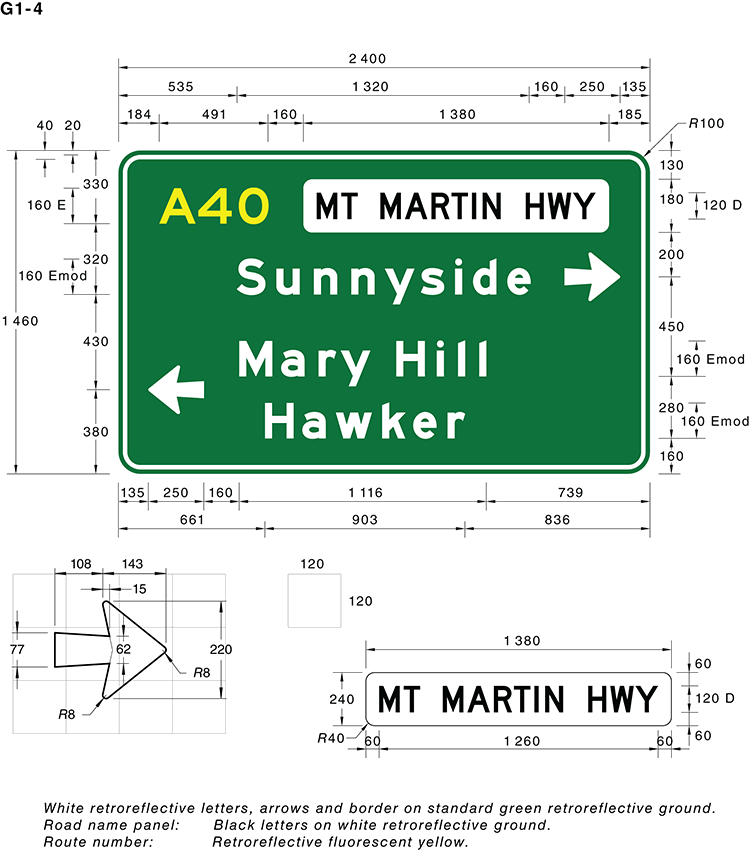 G1-4
2 400
535 1 320 160 250 135
184 491 160 1 380 185
40 20 R100
330 130
160 E 180 120 D
A40 MT MARTIN HWY
320 200
160 Emod
Sunnyside
1 460
430 450
Mary Hill
160 Emod
280
Hawker
160 Emod
380 160
135 250 160 1 116 739
661 903 836
108 143
15
77 62 220
R8
R8
120
120
1 380
60
240 MT MARTIN HWY 120 D
R40 60 1 260 60 60
White retroreflective letters, arrows and border on standard green retroreflective ground.
Road name panel: Black letters on white retroreflective ground.
Route number: Retroreflective fluorescent yellow.